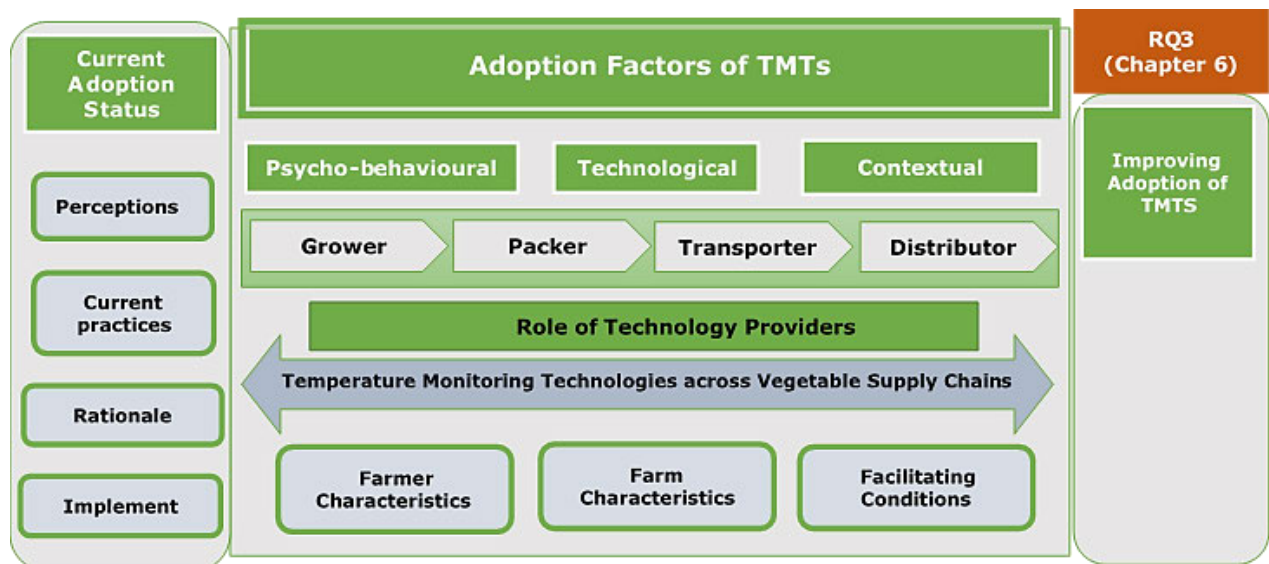 Current
Adoption
Status
Perceptions
Current
practices
Rationale
Implement
Adoption Factors of TMTs
Psycho-behavioural
Technological
Contextual
Grower
Packer
Transporter
Distributor
Role of Technology Providers
Temperature Monitoring Technologies across Vegetable Supply Chains
Farmer
Characteristics
Farm
Characteristics
Facilitating
Conditions
RQ3
(Chapter 6)
Improving
Adoption of
TMTS